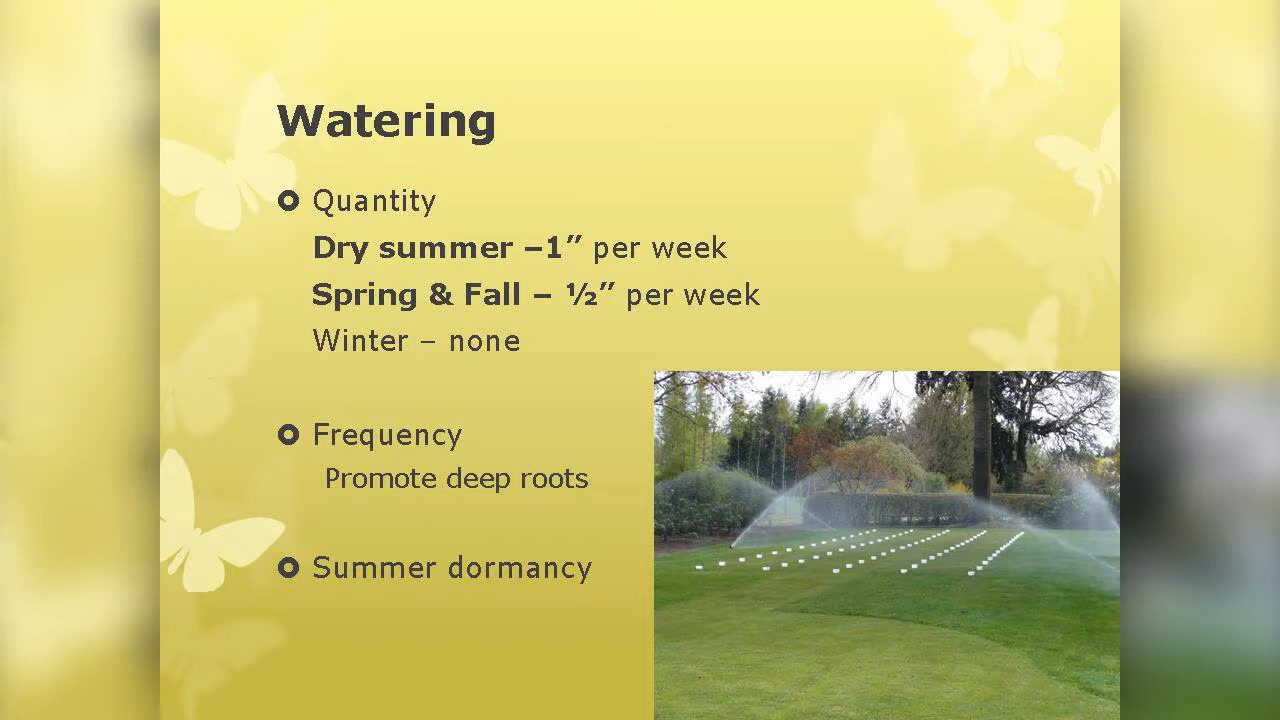 Watering
Quantity
Dry summer –1” per week
Spring & Fall – ½” per week
Winter – none
Frequency
Promote deep roots
Summer dormancy